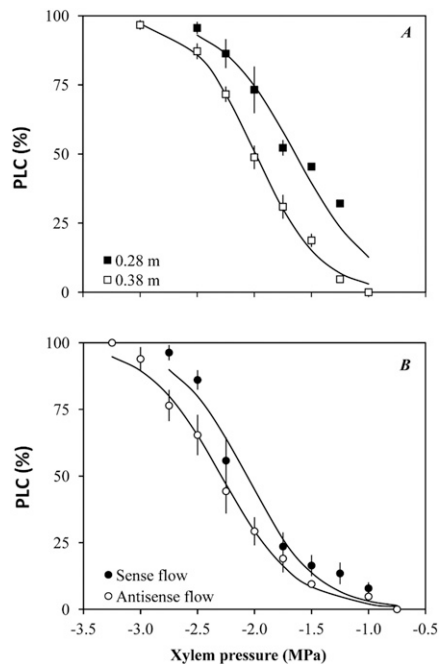 100
A
75
PLC (%)
50
25
0.28 m
0.38 m
0
100
B
75
PLC (%)
50
25
Sense flow
Antisense flow
0
-3.5 -3.0 -2.5 -2.0 -1.5 -1.0 -0.5
Xylem pressure (MPa)